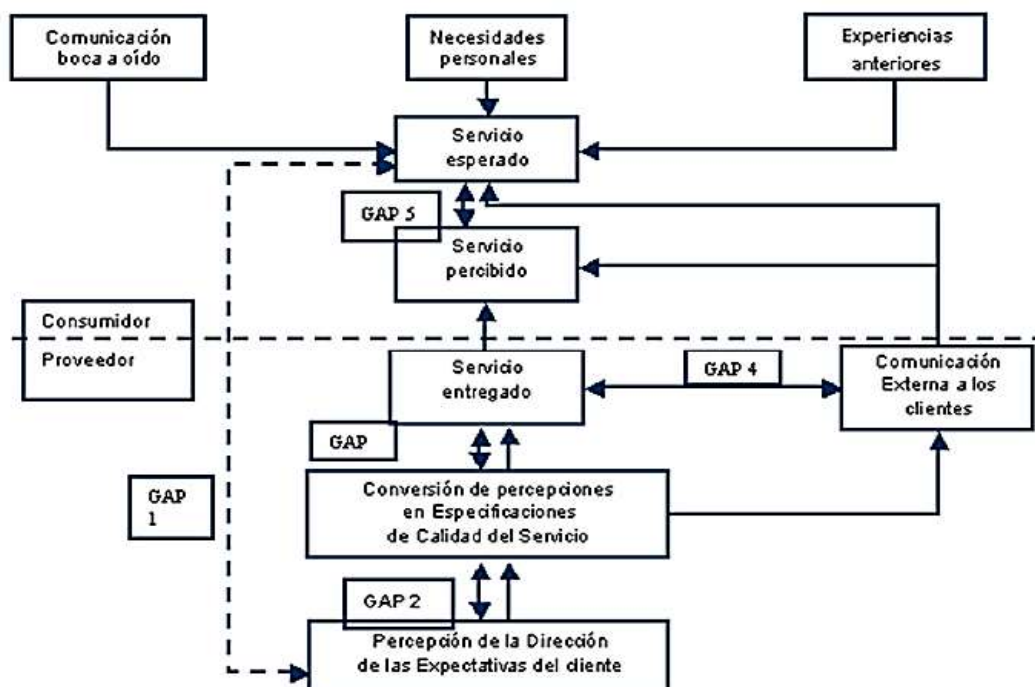 Comunicación
boca a oído
Necesidades
personales
Experiencias
anteriores
Servicio
esperado
GAP 5
Servicio
percibido
Consumidor
Proveedor
Servicio
entregado
GAP 4
Comunicación
Externa a los
clientes
GAP
GAP
1
Conversión de percepciones
en Especificaciones
de Calidad del Servicio
GAP 2
Percepción de la Dirección
de las Expectativas del cliente